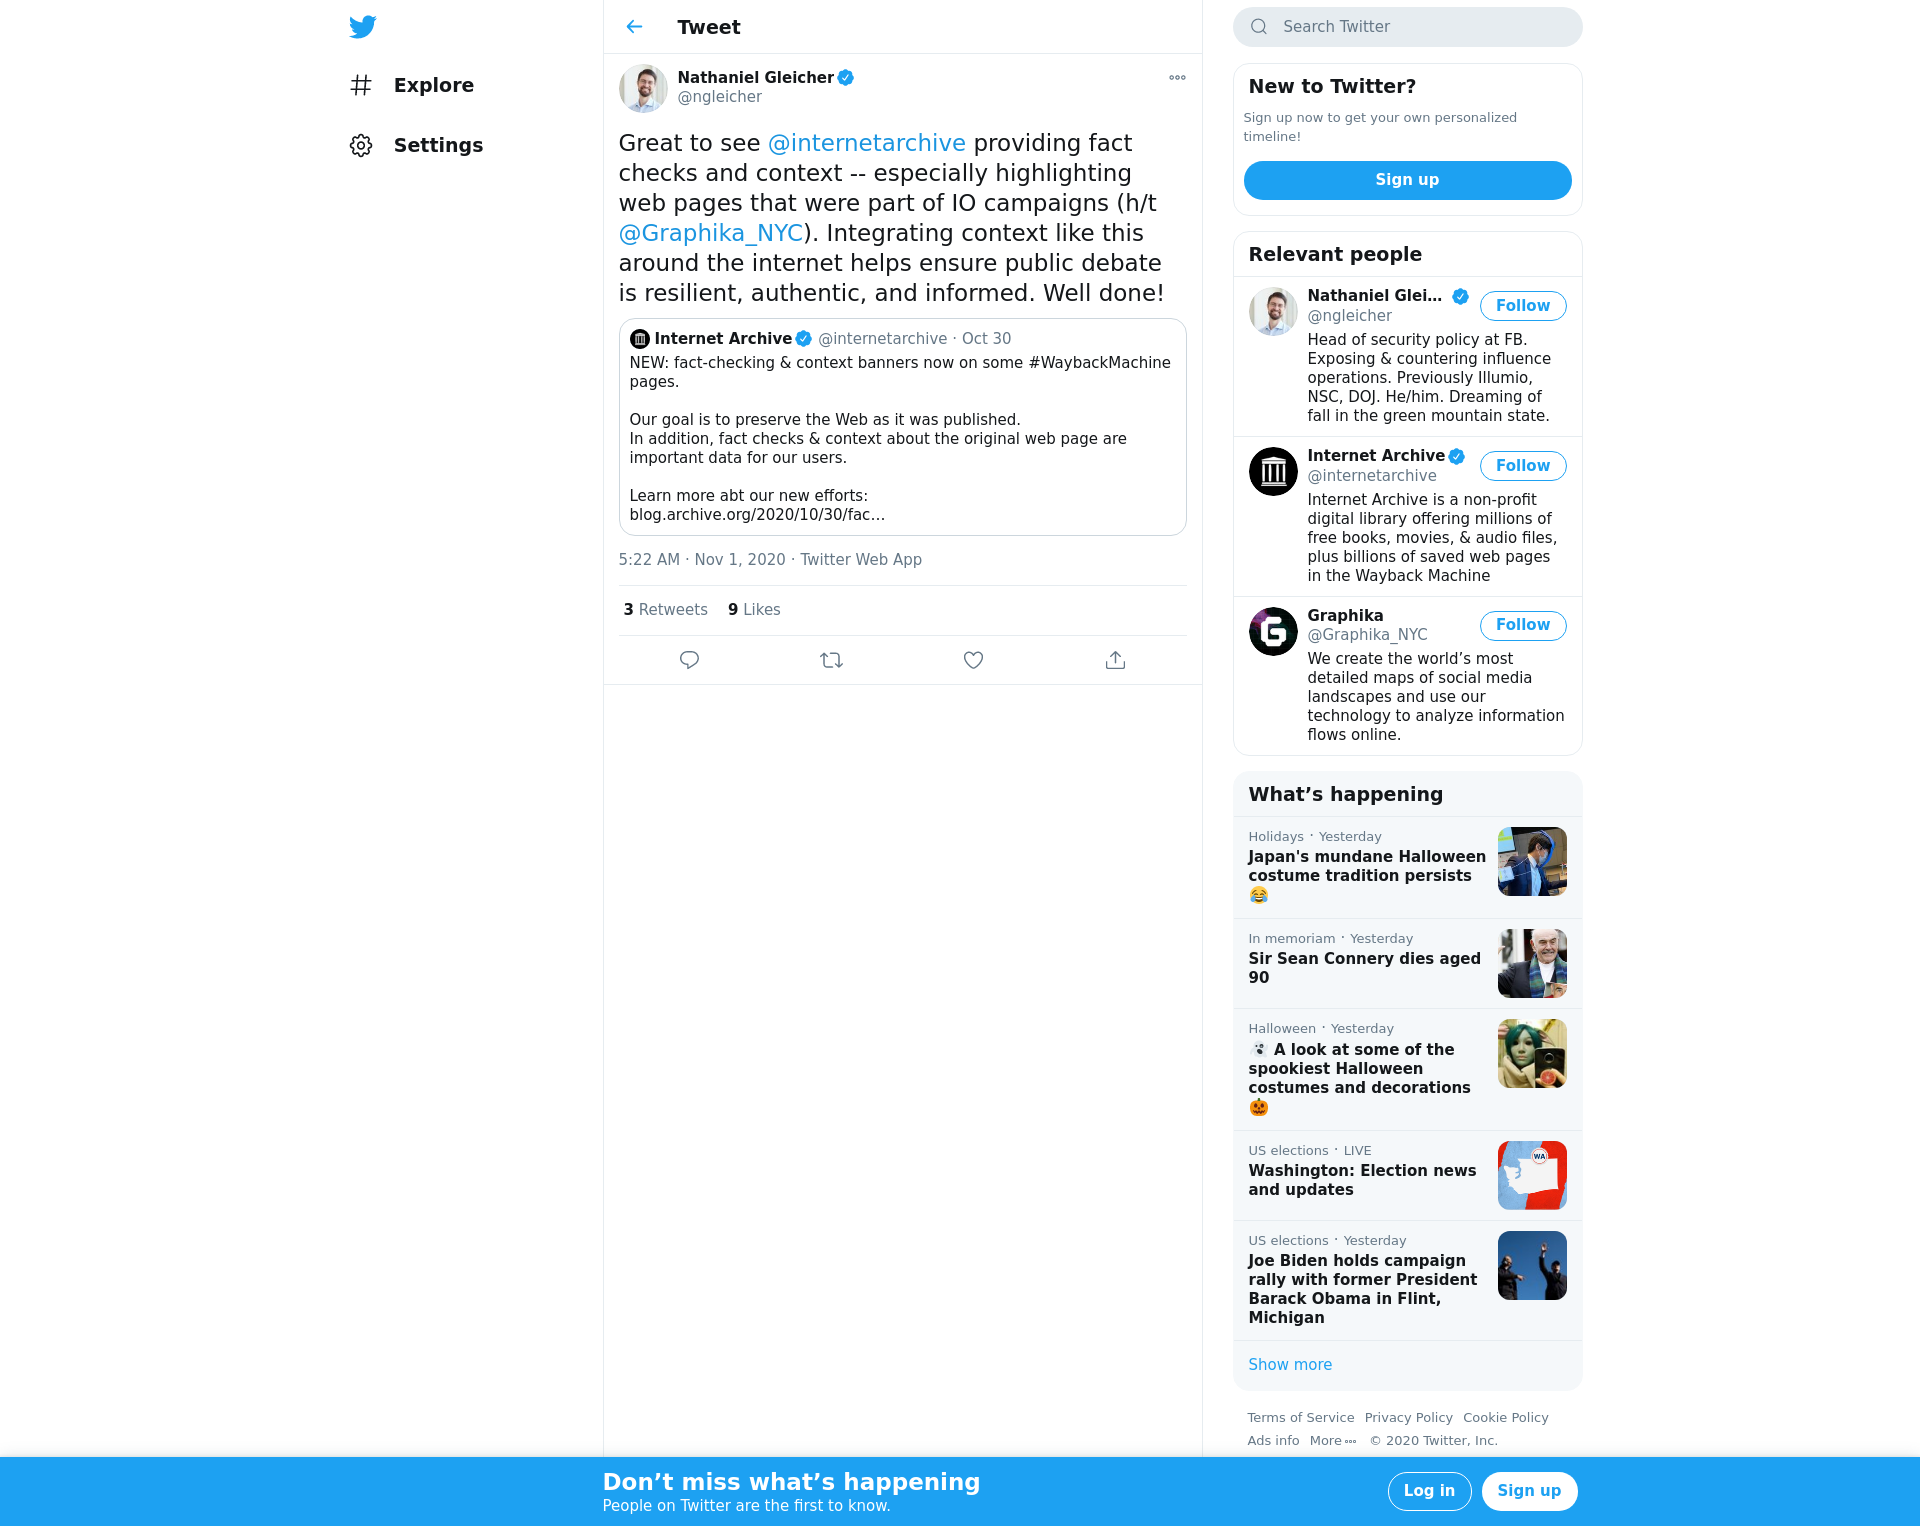 Explore
Settings
Tweet
Nathaniel Gleicher
@ngleicher
Great to see @internetarchive providing fact
checks and context -- especially highlighting
web pages that were part of IO campaigns (h/t
@Graphika_NYC). Integrating context like this
around the internet helps ensure public debate
is resilient, authentic, and informed. Well done!
Internet Archive @internetarchive · Oct 30
NEW: fact-checking & context banners now on some #WaybackMachine
pages.
Our goal is to preserve the Web as it was published.
In addition, fact checks & context about the original web page are
important data for our users.
Learn more abt our new efforts:
blog.archive.org/2020/10/30/fac…
5:22 AM · Nov 1, 2020 · Twitter Web App
3 Retweets 9 Likes
Search Twitter
New to Twitter?
Sign up now to get your own personalized
timeline!
Sign up
Relevant people
Nathaniel Glei…
Follow
@ngleicher
Head of security policy at FB.
Exposing & countering influence
operations. Previously Illumio,
NSC, DOJ. He/him. Dreaming of
fall in the green mountain state.
Internet Archive
Follow
@internetarchive
Internet Archive is a non-profit
digital library offering millions of
free books, movies, & audio files,
plus billions of saved web pages
in the Wayback Machine
Graphika
Follow
@Graphika_NYC
We create the world’s most
detailed maps of social media
landscapes and use our
technology to analyze information
flows online.
What’s happening
Holidays · Yesterday
Japan's mundane Halloween
costume tradition persists
😂
In memoriam · Yesterday
Sir Sean Connery dies aged
90
Halloween · Yesterday
👻 A look at some of the
spookiest Halloween
costumes and decorations
🎃
US elections · LIVE
Washington: Election news
and updates
WA
US elections · Yesterday
Joe Biden holds campaign
rally with former President
Barack Obama in Flint,
Michigan
Show more
Terms of Service Privacy Policy Cookie Policy
Ads info More © 2020 Twitter, Inc.
Don’t miss what’s happening
People on Twitter are the first to know.
Log in
Sign up